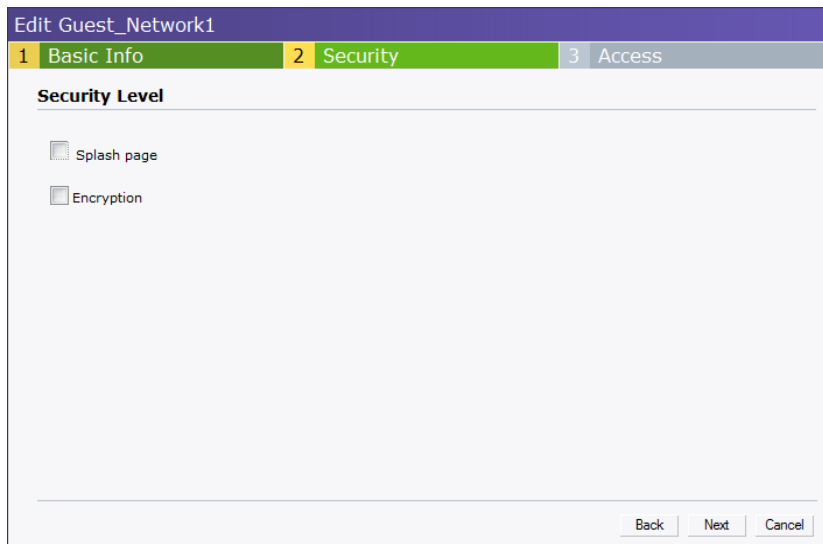 Edit Guest_Network1
1 Basic Info 2 Security 3 Access
Security Level
Splash page
Encryption
Back Next Cancel